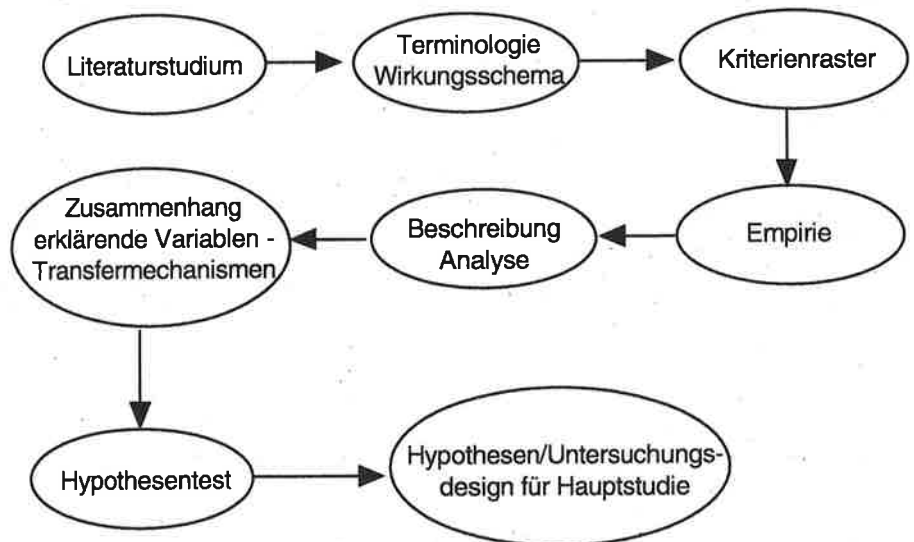 Literaturstudium
Terminologie
Wirkungsschema
Kriterienraster
Empirie
Beschreibung
Analyse
Zusammenhang
erklärende Variablen -
Transfermechanismen
Hypothesentest
Hypothesen/Untersuchungs-
design für Hauptstudie